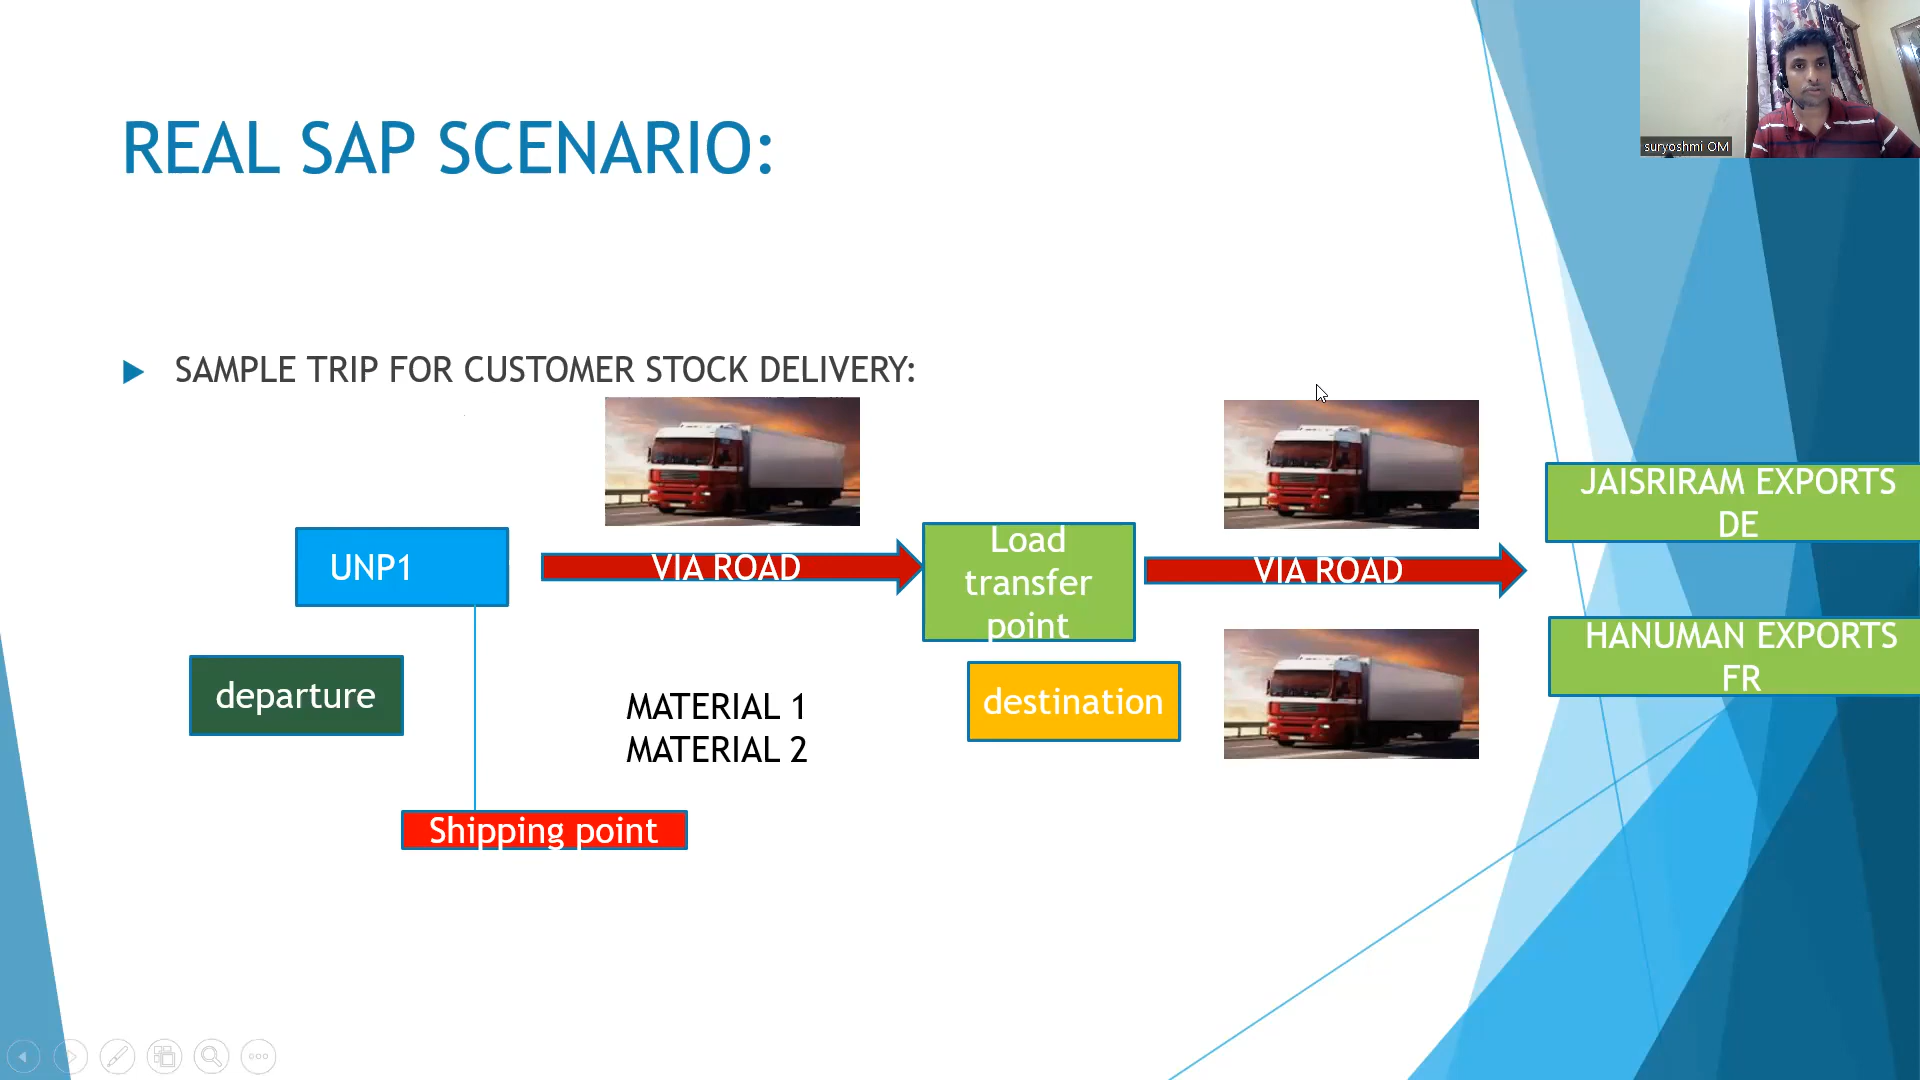 suryoshmi OM
REAL SAP SCENARIO:
SAMPLE TRIP FOR CUSTOMER STOCK DELIVERY:
UNP1
VIA ROAD
Load
transfer
point
VIA ROAD
JAISRIRAM EXPORTS
DE
HANUMAN EXPORTS
FR
departure
MATERIAL 1
MATERIAL 2
destination
Shipping point